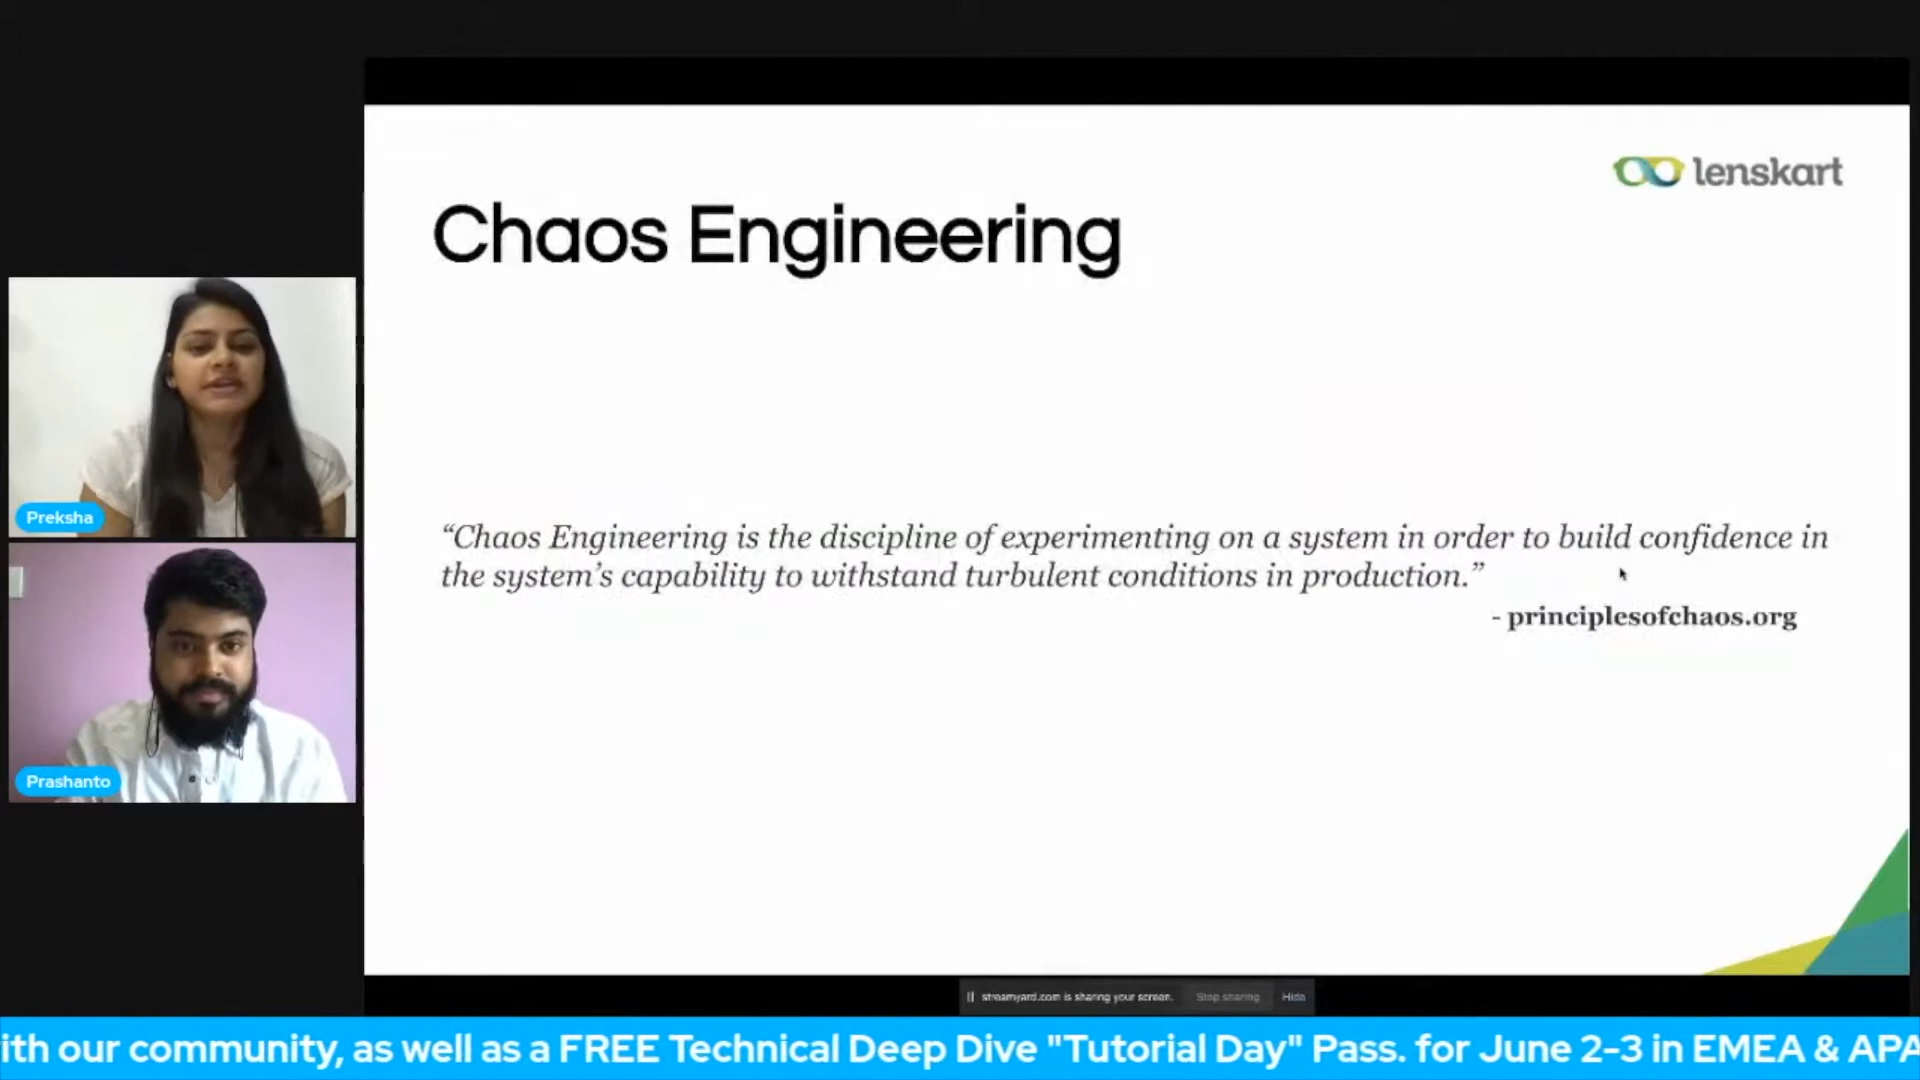 lenskart
Chaos Engineering
Preksha
“Chaos Engineering is the discipline of experimenting on a system in order to build confidence in
the system’s capability to withstand turbulent conditions in production.”
- principlesofchaos.org
Prashanto
streamyard.com is sharing your screen. Stop sharing Hide
ith our community, as well as a FREE Technical Deep Dive "Tutorial Day" Pass. for June 2-3 in EMEA & APA